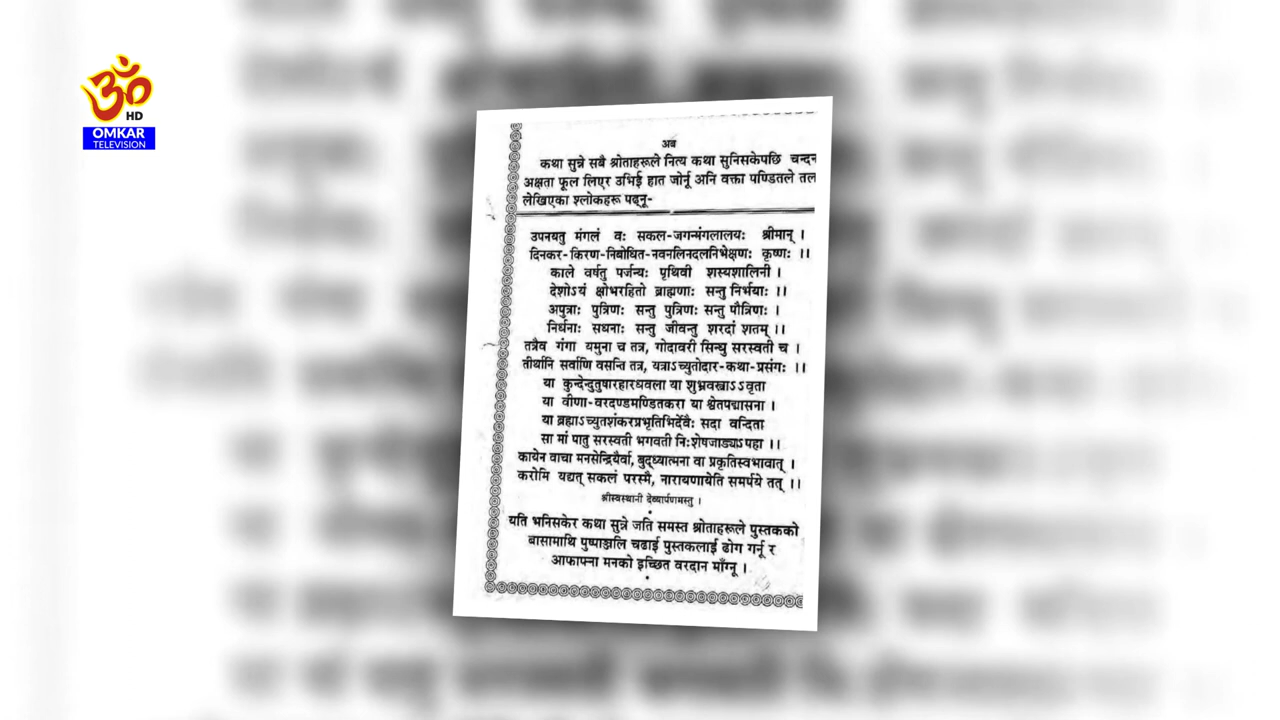 ॐ
HD
OMKAR
TELEVISION
अब
कथा सुन्ने सबै श्रोताहरूले नित्य कथा सुनिसकेपछि चन्दन
अक्षता फूल लिएर उभिई हात जोर्नू अनि वक्ता पण्डितले तल
लेखिएका श्लोकहरू पढ्नू-
उपनयतु मंगलं वः सकल-जगन्मंगलालयः श्रीमान् ।
दिनकर-किरण-निबोधित-नवनलिनदलनिभेक्षणः कृष्णः ।।
काले वर्षतु पर्जन्यः पृथिवी शस्यशालिनी ।
देशोऽयं क्षोभरहितो ब्राह्मणाः सन्तु निर्भयाः ।।
अपुत्राः पुत्रिणः सन्तु पुत्रिणः सन्तु पौत्रिणः ।
निर्धनाः सधनाः सन्तु जीवन्तु शरदां शतम् ।।
तत्रैव गंगा यमुना च तत्र, गोदावरी सिन्धु सरस्वती च ।
तीर्थानि सर्वाणि वसन्ति तत्र, यत्राऽच्युतोदार-कथा-प्रसंगः ।।
या कुन्देन्दुतुषारहारधवला या शुभ्रवस्त्राऽऽवृता
या वीणा-वरदण्डमण्डितकरा या श्वेतपद्मासना ।
या ब्रह्माऽच्युतशंकरप्रभृतिभिर्देवैः सदा वन्दिता
सा मां पातु सरस्वती भगवती निःशेषजाड्याऽपहा ।।
कायेन वाचा मनसेन्द्रियैर्वा, बुद्ध्यात्मना वा प्रकृतिस्वभावात् ।
करोमि यद्यत् सकलं परस्मै, नारायणायेति समर्पये तत् ।।
श्रीस्वस्थानी देव्यार्पणमस्तु ।
यति भनिसकेर कथा सुन्ने जति समस्त श्रोताहरूले पुस्तकको
बासामाथि पुष्पाञ्जलि चढाई पुस्तकलाई ढोग गर्नू र
आफाफ्ना मनको इच्छित वरदान माँग्नू ।